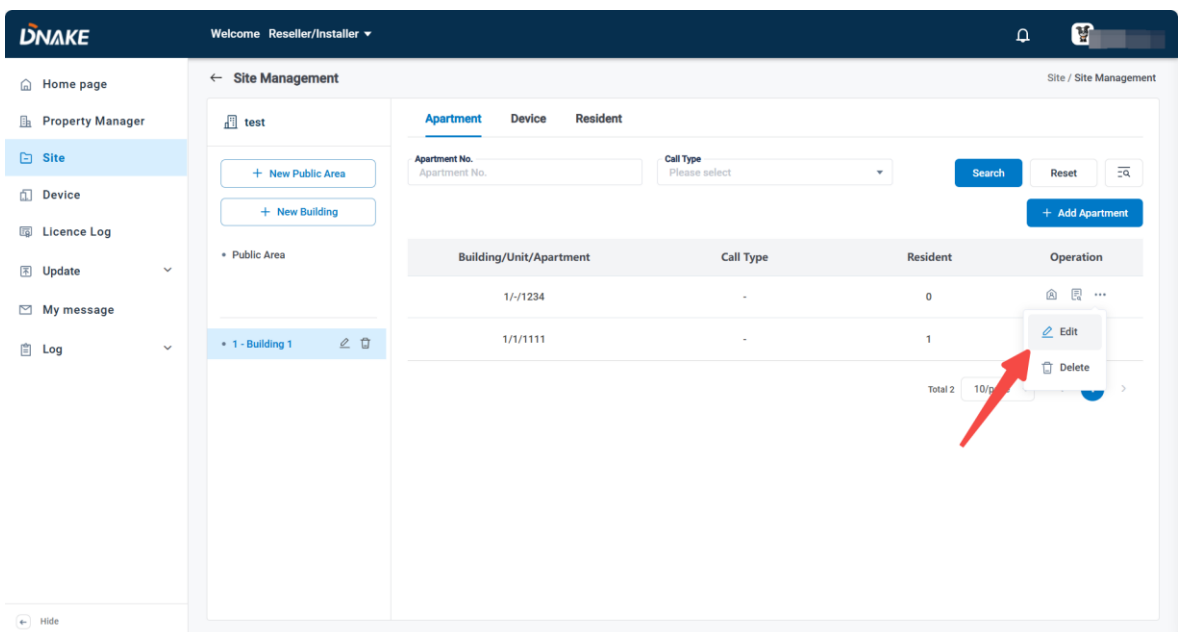 DNAKE
Welcome Reseller/Installer
Home page
Property Manager
Site
Device
Licence Log
Update
My message
Log
Hide
Site Management
Site / Site Management
test
+ New Public Area
+ New Building
Public Area
1 - Building 1
Apartment Device Resident
Apartment No.
Apartment No.
Call Type
Please select
Search Reset
+ Add Apartment
Building/Unit/Apartment Call Type Resident Operation
1/-/1234 - 0
1/1/1111 - 1
Edit
Delete
Total 2 10/p